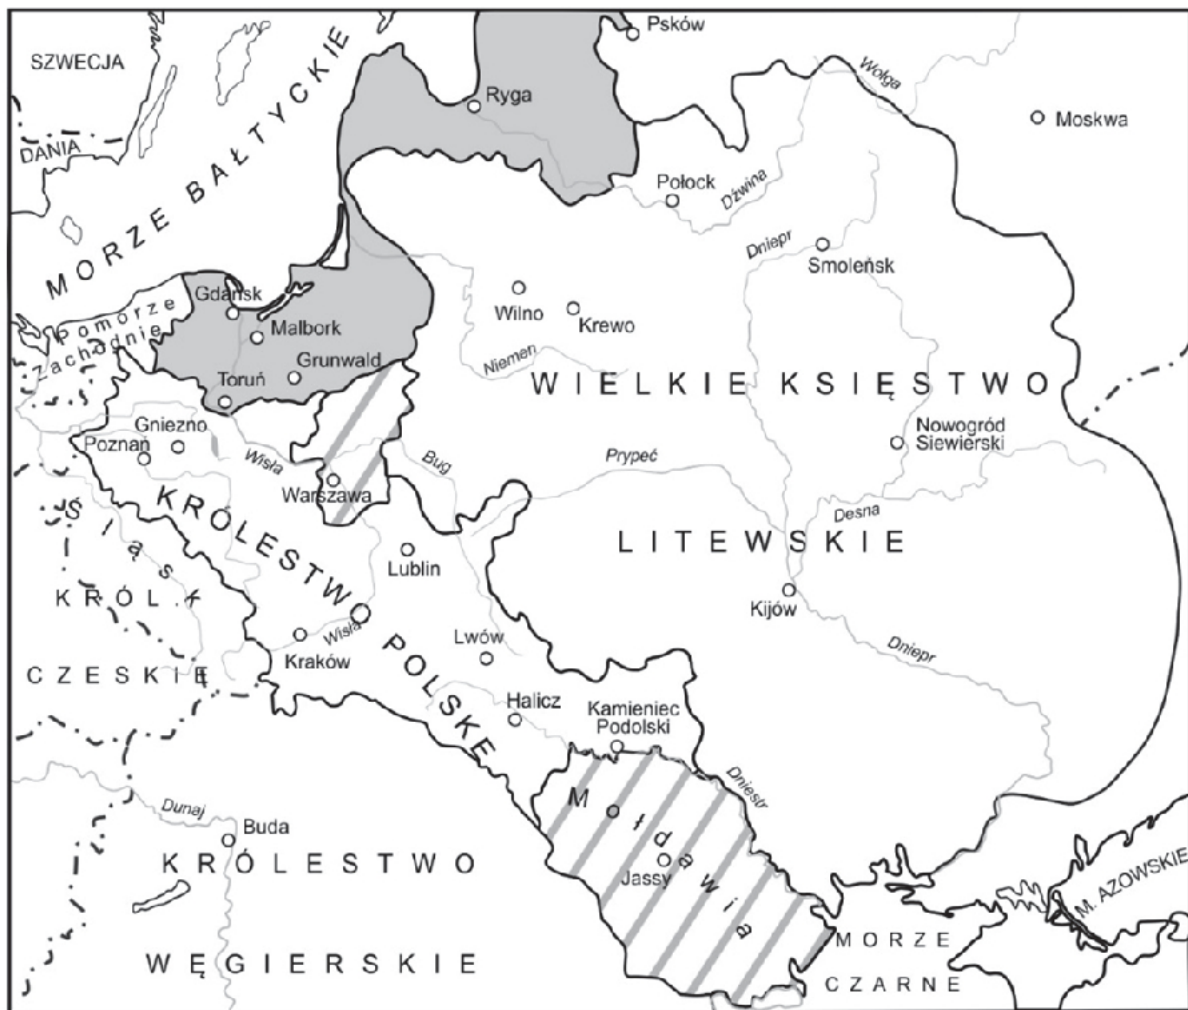 Psków
SZWECJA
Wołga
Ryga
Moskwa
DANIA
MORZE BAŁTYCKIE
Połock
Dźwina
Dniepr
Smoleńsk
Gdańsk
Wilno
Krewo
Pomorze
Zachodnie
Malbork
Grunwald
Niemen
Toruń
WIELKIE KSIĘSTWO
Gniezno
Nowogród
Siewierski
Poznań
Wisła
Bug
Prypeć
Warszawa
Desna
Śląsk
KRÓLESTWO
LITEWSKIE
Lublin
KRÓL.
Kijów
Wisła
Kraków
Lwów
POLSKE
Dniepr
CZESKIE
Halicz
Kamieniec
Podolski
Dniestr
Mołdawia
Dunaj
Buda
KRÓLESTWO
Jassy
M. AZOWSKIE
WĘGIERSKIE
MORZE
CZARNE